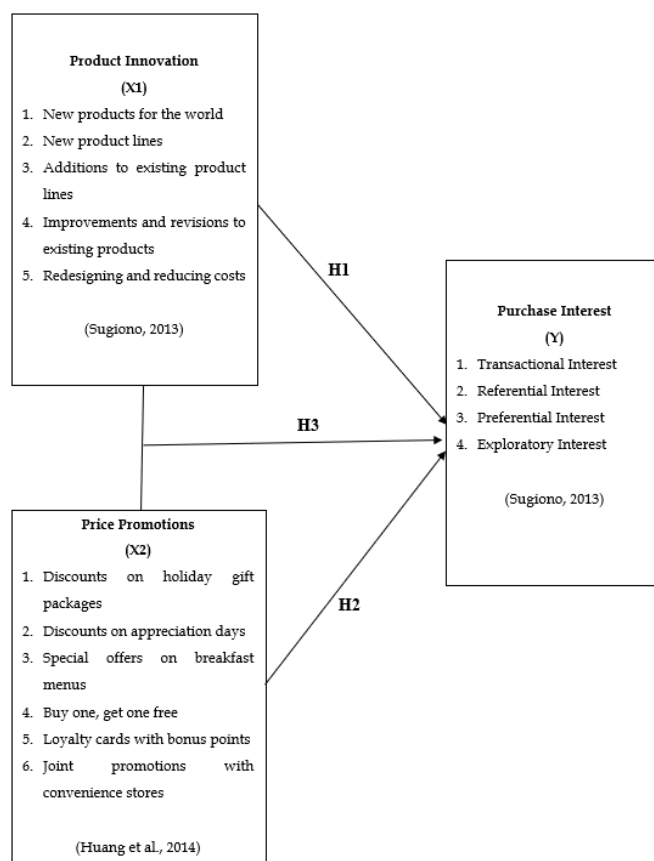 Product Innovation
(X1)
1. New products for the world
2. New product lines
3. Additions to existing product
lines
4. Improvements and revisions to
existing products
5. Redesigning and reducing costs
(Sugiono, 2013)
H1
Purchase Interest
(Y)
1. Transactional Interest
2. Referential Interest
3. Preferential Interest
4. Exploratory Interest
(Sugiono, 2013)
H3
Price Promotions
(X2)
1. Discounts on holiday gift
packages
2. Discounts on appreciation days
3. Special offers on breakfast
menus
4. Buy one, get one free
5. Loyalty cards with bonus points
6. Joint promotions with
convenience stores
(Huang et al., 2014)
H2